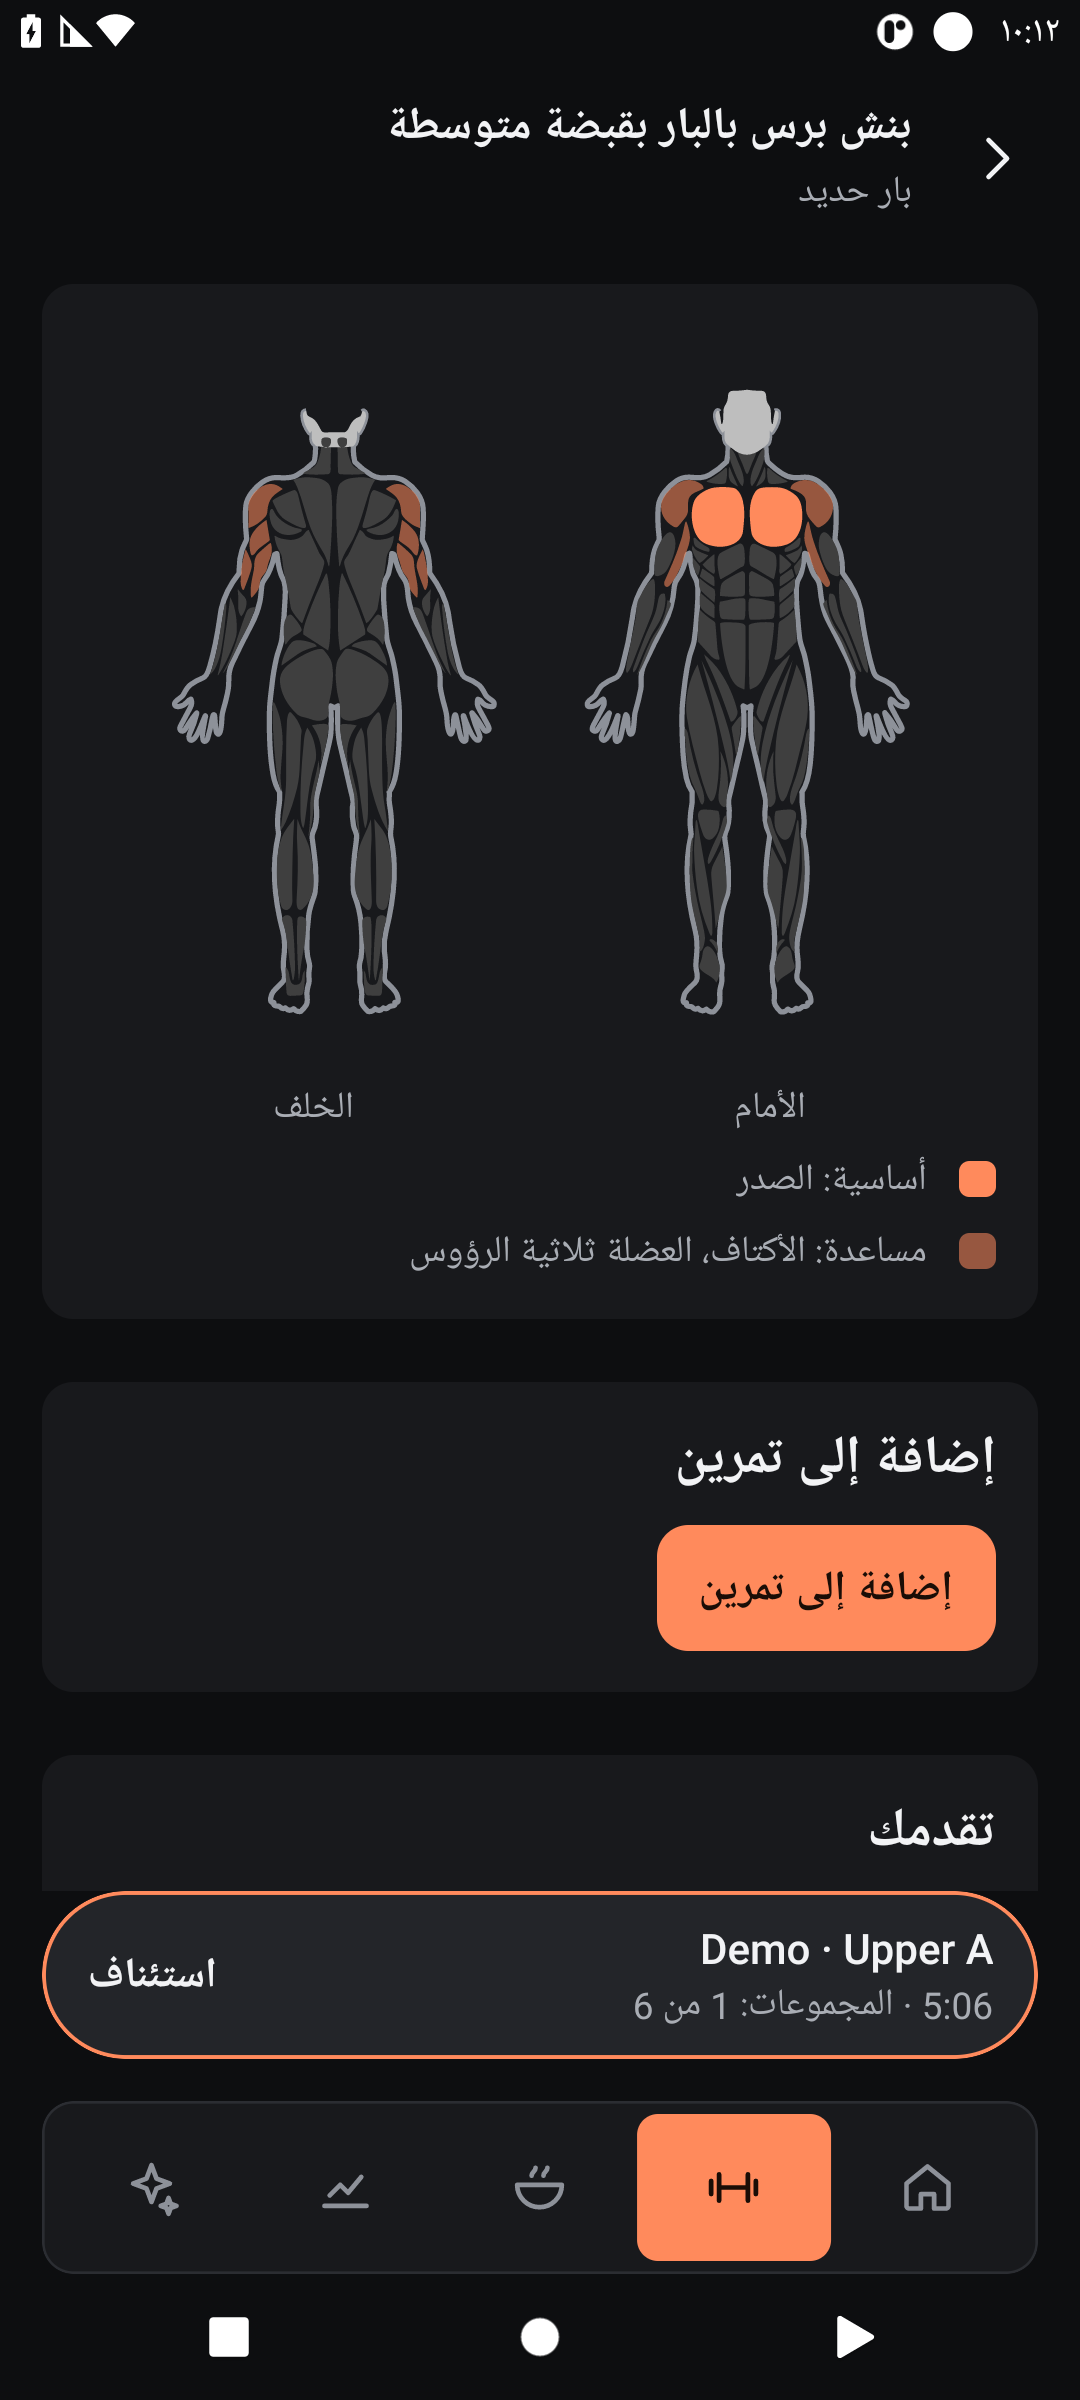 ١٠:١٢
بنش برس بالبار بقبضة متوسطة
بار حديد
الأمام
الخلف
أساسية: الصدر
مساعدة: الأكتاف، العضلة ثلاثية الرؤوس
إضافة إلى تمرين
إضافة إلى تمرين
تقدمك
Demo · Upper A
5:06 · المجموعات: 1 من 6
استئناف